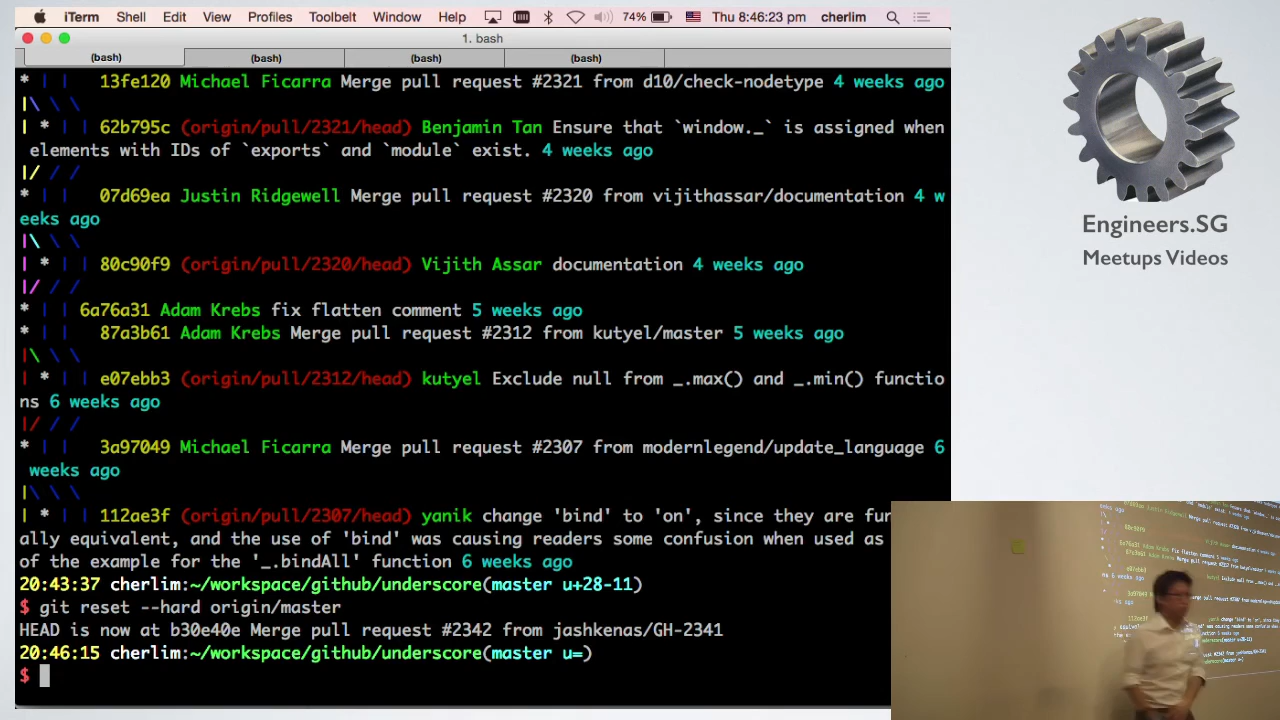 iTerm Shell Edit View Profiles Toolbelt Window Help 74% Thu 8:46:23 pm cherlim
1. bash
(bash) (bash) (bash) (bash)
* | | 13fe120 Michael Ficarra Merge pull request #2321 from d10/check-nodetype 4 weeks ago
|\ \ \
| * | | 62b795c (origin/pull/2321/head) Benjamin Tan Ensure that `window._` is assigned when
elements with IDs of `exports` and `module` exist. 4 weeks ago
|/ / /
* | | 07d69ea Justin Ridgewell Merge pull request #2320 from vijithassar/documentation 4 w
eeks ago
|\ \ \
| * | | 80c90f9 (origin/pull/2320/head) Vijith Assar documentation 4 weeks ago
|/ / /
* | | 6a76a31 Adam Krebs fix flatten comment 5 weeks ago
* | | 87a3b61 Adam Krebs Merge pull request #2312 from kutyel/master 5 weeks ago
|\ \ \
| * | | e07ebb3 (origin/pull/2312/head) kutyel Exclude null from _.max() and _.min() functio
ns 6 weeks ago
|/ / /
* | | 3a97049 Michael Ficarra Merge pull request #2307 from modernlegend/update_language 6
weeks ago
|\ \ \
| * | | 112ae3f (origin/pull/2307/head) yanik change 'bind' to 'on', since they are fun
ally equivalent, and the use of 'bind' was causing readers some confusion when used as
of the example for the '_.bindAll' function 6 weeks ago
20:43:37 cherlim:~/workspace/github/underscore(master u+28-11)
$ git reset --hard origin/master
HEAD is now at b30e40e Merge pull request #2342 from jashkenas/GH-2341
20:46:15 cherlim:~/workspace/github/underscore(master u=)
$
Engineers.SG
Meetups Videos